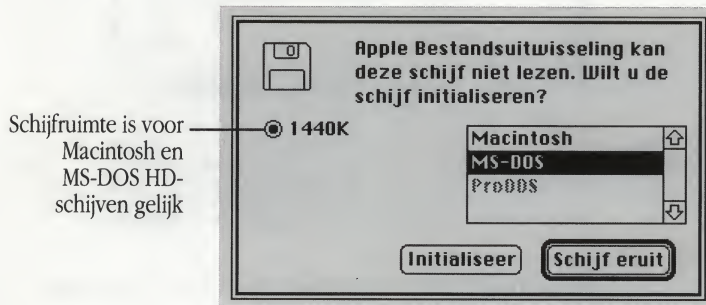 Apple Bestandsuitwisseling kan
deze schijf niet lezen. Wilt u de
schijf initialiseren?
Schijfruimte is voor
Macintosh en
MS-DOS HD-
schijven gelijk
1440K
Macintosh
MS-DOS
ProDOS
Initialiseer
Schijf eruit